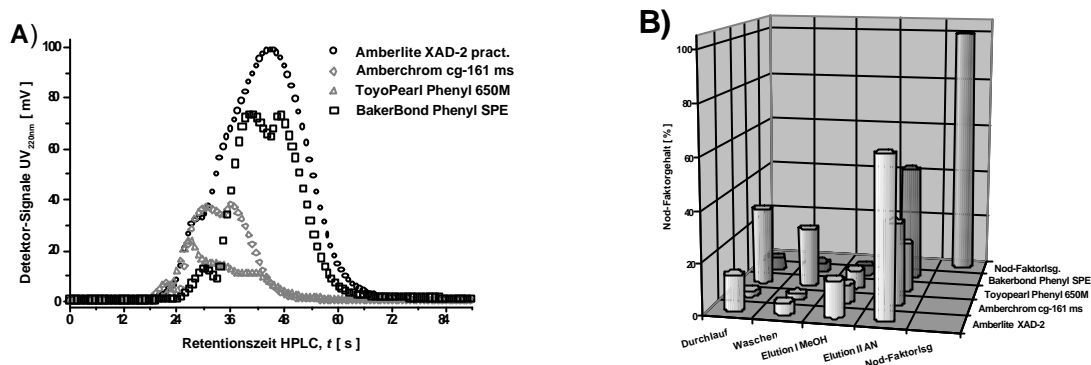 A)
Detektor-Signale UV220nm [ mV]
100
80
60
40
20
0
0 12 24 36 48 60 72 84
Retentionszeit HPLC, t [ s ]
Amberlite XAD-2 pract.
Amberchrom cg-161 ms
ToyoPearl Phenyl 650M
BakerBond Phenyl SPE
B)
Nod-Faktorgehalt [ % ]
100
80
60
40
20
0
Durchlauf
Waschen
Elution I MeOH
Elution II AN
Nod-Faktorlsg
Nod-Faktorlsg.
Bakerbond Phenyl SPE
Toyopearl Phenyl 650M
Amberchrom cg-161 ms
Amberlite XAD-2